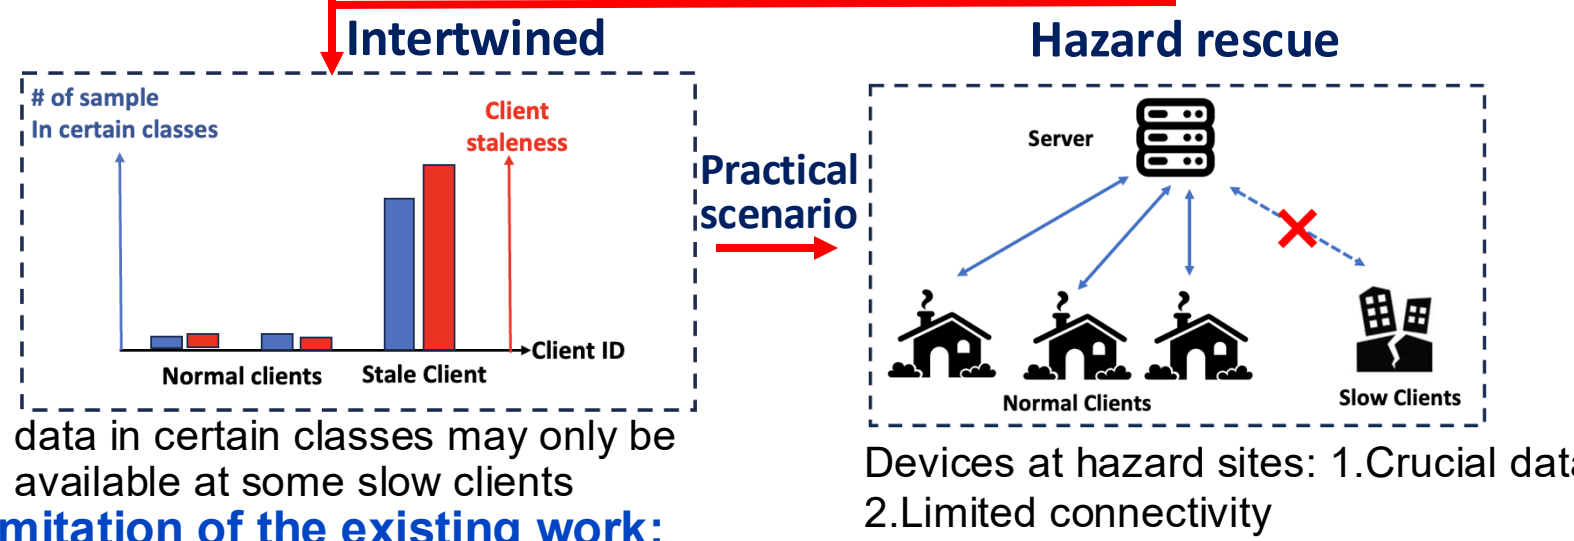 Intertwined
# of sample
In certain classes
Client
staleness
Client ID
Normal clients
Stale Client
data in certain classes may only be
available at some slow clients
mitation of the existing work:
Practical
scenario
Hazard rescue
Server
Normal Clients
Slow Clients
Devices at hazard sites: 1.Crucial data
2.Limited connectivity